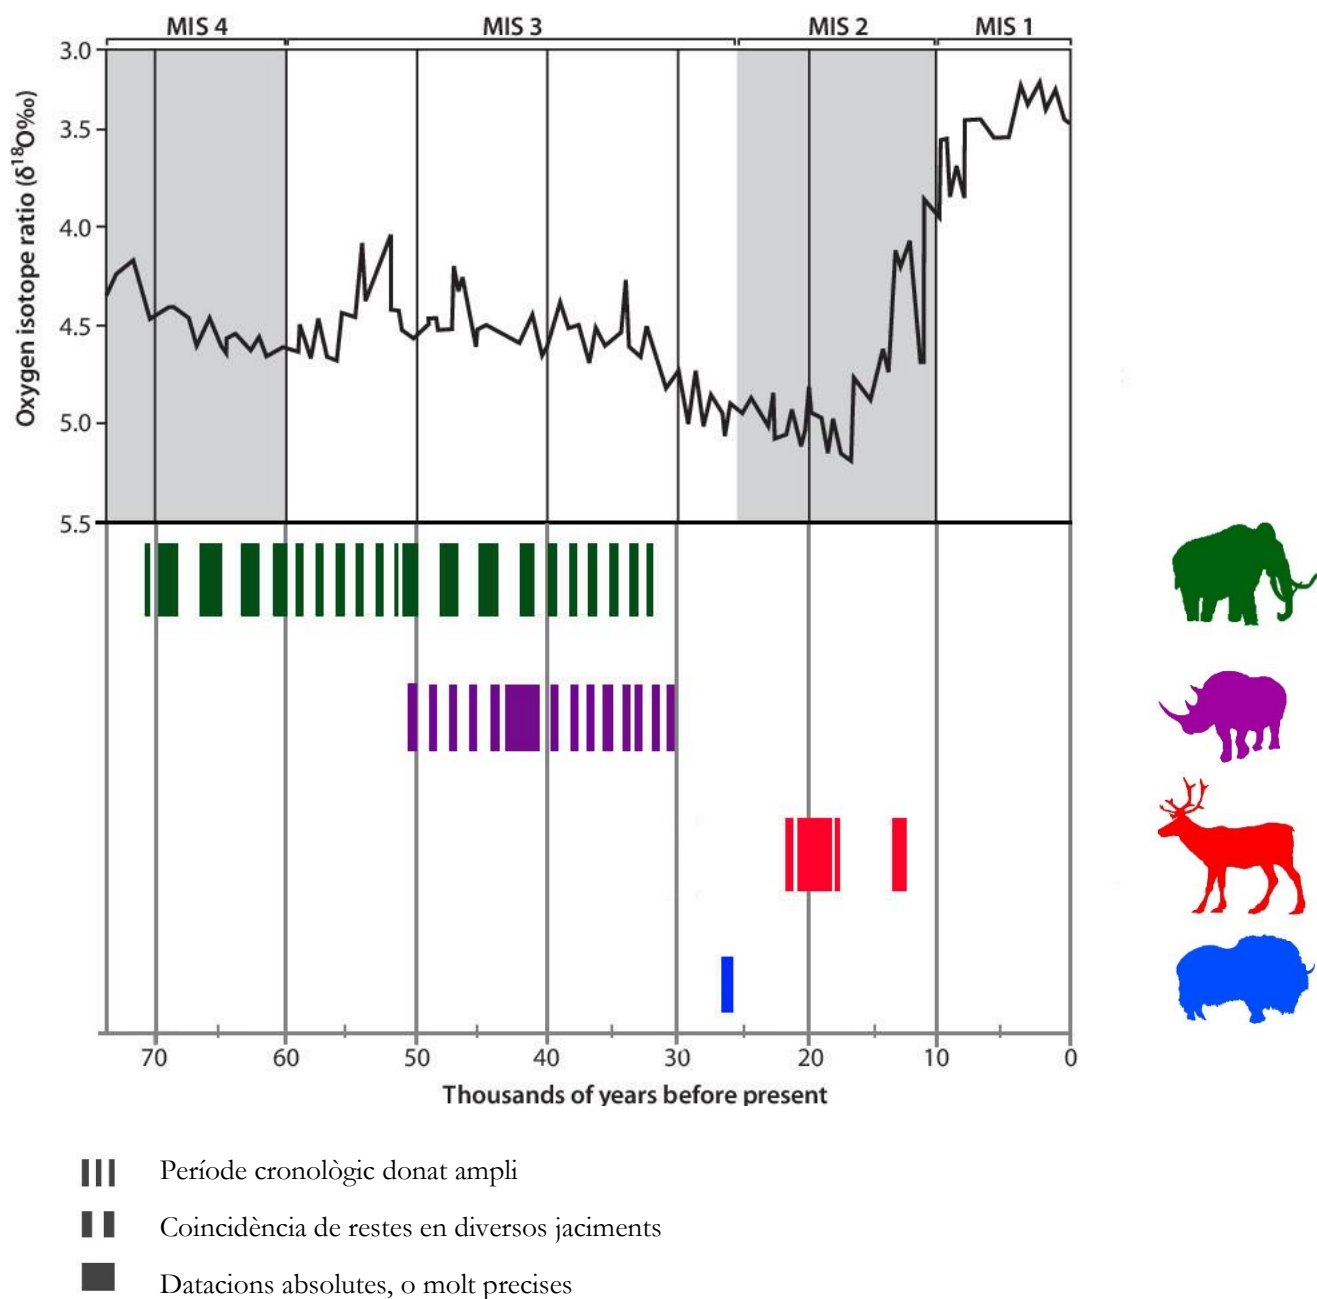 MIS 4 MIS 3 MIS 2 MIS 1
3.0
3.5
4.0
4.5
5.0
5.5
Oxygen isotope ratio (δ¹⁸O‰)
70 60 50 40 30 20 10 0
Thousands of years before present
Període cronològic donat ampli
Coincidència de restes en diversos jaciments
Datacions absolutes, o molt precises